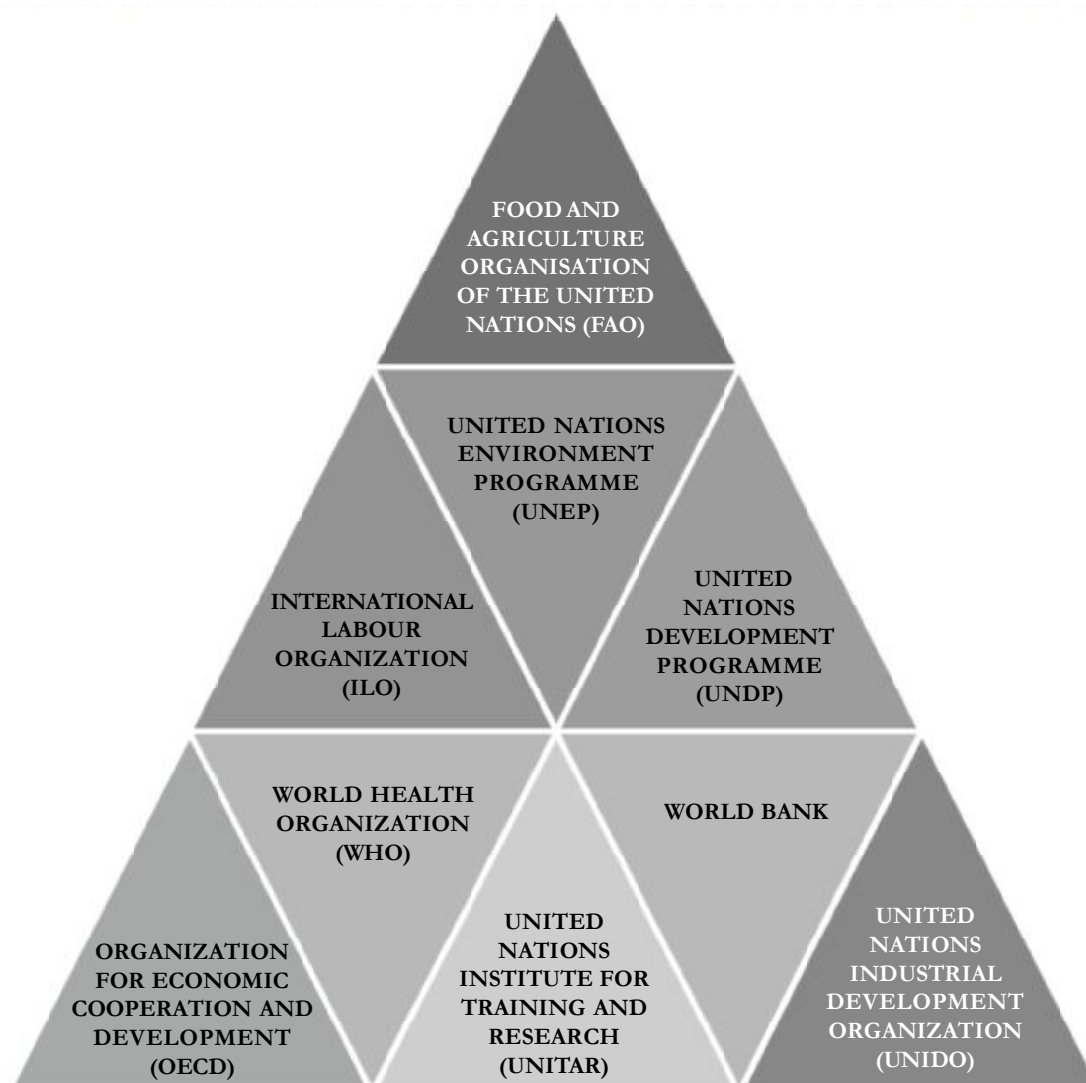 FOOD AND
AGRICULTURE
ORGANISATION
OF THE UNITED
NATIONS (FAO)
UNITED NATIONS
ENVIRONMENT
PROGRAMME
(UNEP)
INTERNATIONAL
LABOUR
ORGANIZATION
(ILO)
UNITED
NATIONS
DEVELOPMENT
PROGRAMME
(UNDP)
WORLD HEALTH
ORGANIZATION
(WHO)
WORLD BANK
ORGANIZATION
FOR ECONOMIC
COOPERATION AND
DEVELOPMENT
(OECD)
UNITED
NATIONS
INSTITUTE FOR
TRAINING AND
RESEARCH
(UNITAR)
UNITED
NATIONS
INDUSTRIAL
DEVELOPMENT
ORGANIZATION
(UNIDO)